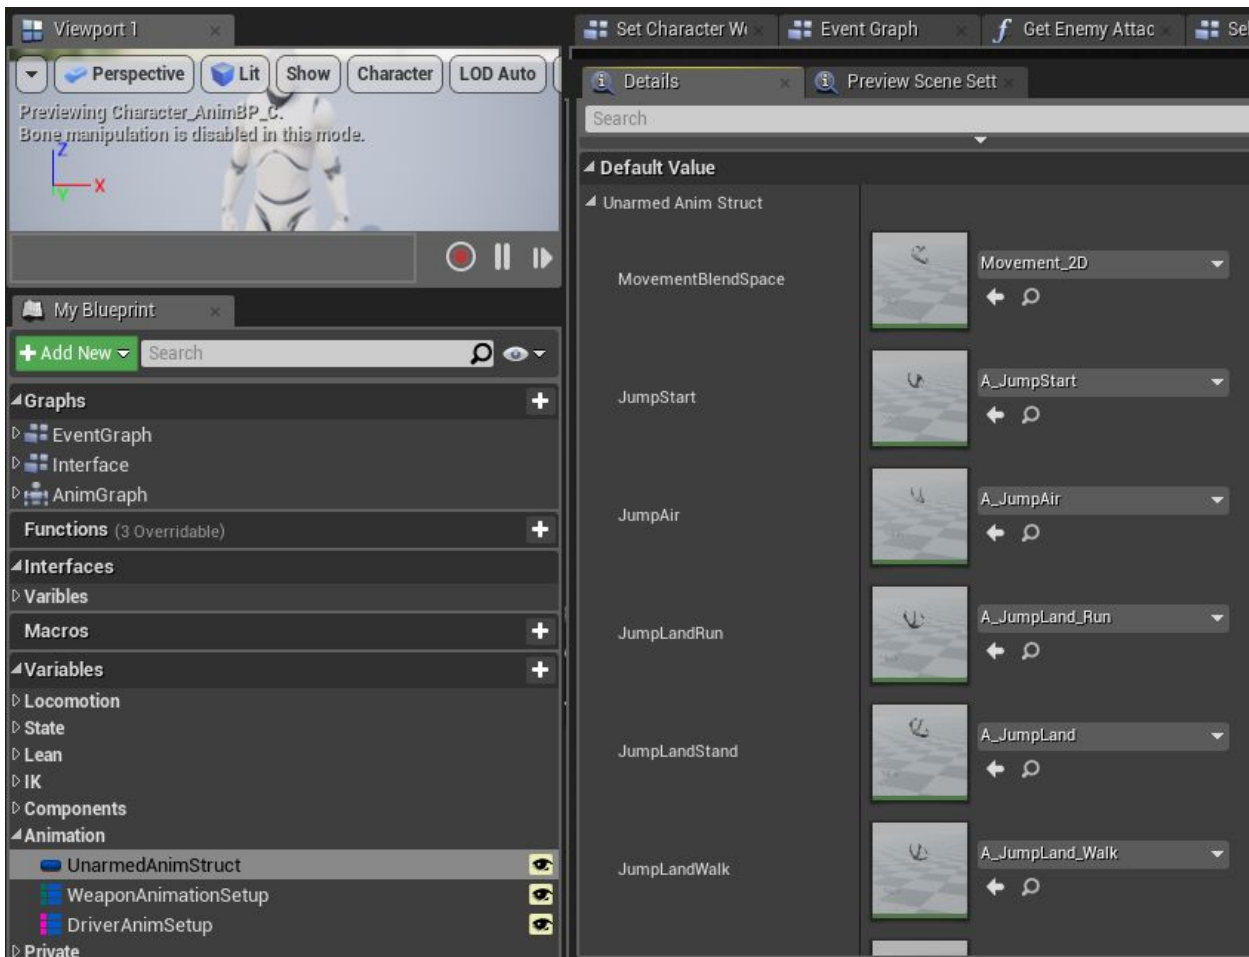 Viewport 1
Perspective
Lit
Show
Character
LOD Auto
Previewing Character_AnimBP_C.
Bone manipulation is disabled in this mode.
Z
X
Y
My Blueprint
Add New
Search
Graphs
EventGraph
Interface
AnimGraph
Functions (3 Overridable)
Interfaces
Varibles
Macros
Variables
Locomotion
State
Lean
IK
Components
Animation
UnarmedAnimStruct
WeaponAnimationSetup
DriverAnimSetup
Private
Set Character We
Event Graph
Get Enemy Attac
Se
Details
Preview Scene Sett
Search
Default Value
Unarmed Anim Struct
MovementBlendSpace
Movement_2D
JumpStart
A_JumpStart
JumpAir
A_JumpAir
JumpLandRun
A_JumpLand_Run
JumpLandStand
A_JumpLand
JumpLandWalk
A_JumpLand_Walk